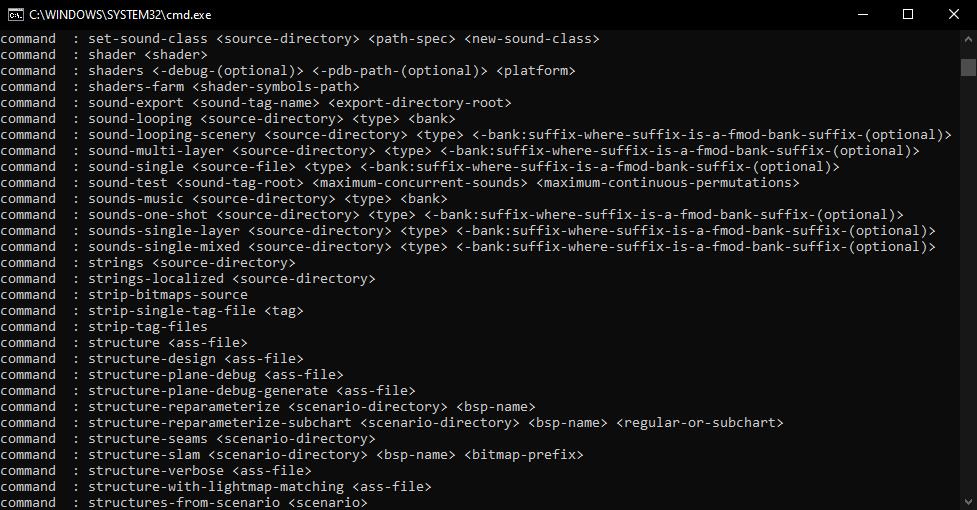 C:\WINDOWS\SYSTEM32\cmd.exe
command  : set-sound-class <source-directory> <path-spec> <new-sound-class>
command  : shader <shader>
command  : shaders <-debug-(optional)> <-pdb-path-(optional)> <platform>
command  : shaders-farm <shader-symbols-path>
command  : sound-export <sound-tag-name> <export-directory-root>
command  : sound-looping <source-directory> <type> <bank>
command  : sound-looping-scenery <source-directory> <type> <-bank:suffix-where-suffix-is-a-fmod-bank-suffix-(optional)>
command  : sound-multi-layer <source-directory> <type> <-bank:suffix-where-suffix-is-a-fmod-bank-suffix-(optional)>
command  : sound-single <source-file> <type> <-bank:suffix-where-suffix-is-a-fmod-bank-suffix-(optional)>
command  : sound-test <sound-tag-root> <maximum-concurrent-sounds> <maximum-continuous-permutations>
command  : sounds-music <source-directory> <type> <bank>
command  : sounds-one-shot <source-directory> <type> <-bank:suffix-where-suffix-is-a-fmod-bank-suffix-(optional)>
command  : sounds-single-layer <source-directory> <type> <-bank:suffix-where-suffix-is-a-fmod-bank-suffix-(optional)>
command  : sounds-single-mixed <source-directory> <type> <-bank:suffix-where-suffix-is-a-fmod-bank-suffix-(optional)>
command  : strings <source-directory>
command  : strings-localized <source-directory>
command  : strip-bitmaps-source
command  : strip-single-tag-file <tag>
command  : strip-tag-files
command  : structure <ass-file>
command  : structure-design <ass-file>
command  : structure-plane-debug <ass-file>
command  : structure-plane-debug-generate <ass-file>
command  : structure-reparameterize <scenario-directory> <bsp-name>
command  : structure-reparameterize-subchart <scenario-directory> <bsp-name> <regular-or-subchart>
command  : structure-seams <scenario-directory>
command  : structure-slam <scenario-directory> <bsp-name> <bitmap-prefix>
command  : structure-verbose <ass-file>
command  : structure-with-lightmap-matching <ass-file>
command  : structures-from-scenario <scenario>